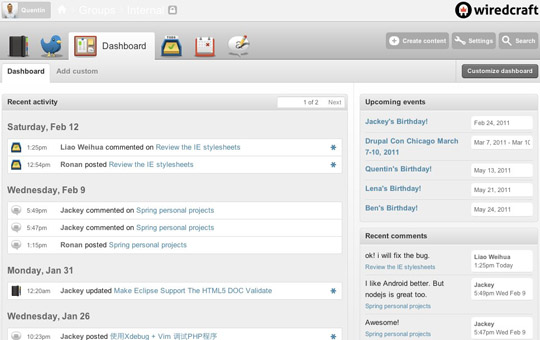 Quentin
Groups
Internal
wiredcraft
Dashboard
Create content
Settings
Search
Dashboard
Add custom
Customize dashboard
Recent activity
1 of 2 Next
Saturday, Feb 12
1:25pm Liao Weihua commented on Review the IE stylesheets *
12:54pm Ronan posted Review the IE stylesheets *
Wednesday, Feb 9
5:49pm Jackey commented on Spring personal projects
5:47pm Jackey commented on Spring personal projects
1:15pm Ronan posted Spring personal projects
Monday, Jan 31
12:20am Jackey updated Make Eclipse Support The HTML5 DOC Validate *
Wednesday, Jan 26
10:23pm Jackey posted 使用Xdebug + Vim 调试PHP程序 *
Upcoming events
Jackey's Birthday! Feb 24, 2011
Drupal Con Chicago March Mar 7, 2011 - Mar 10
7-10, 2011
Quentin's Birthday! May 13, 2011
Lena's Birthday! May 21, 2011
Ben's Birthday! May 24, 2011
Recent comments
ok! i will fix the bug. Liao Weihua
Review the IE stylesheets 1:25pm Today
I like Android better. But Jackey
nodejs is great too. 5:49pm Wed Feb 9
Spring personal projects
Awesome! Jackey
Spring personal projects 5:47pm Wed Feb 9